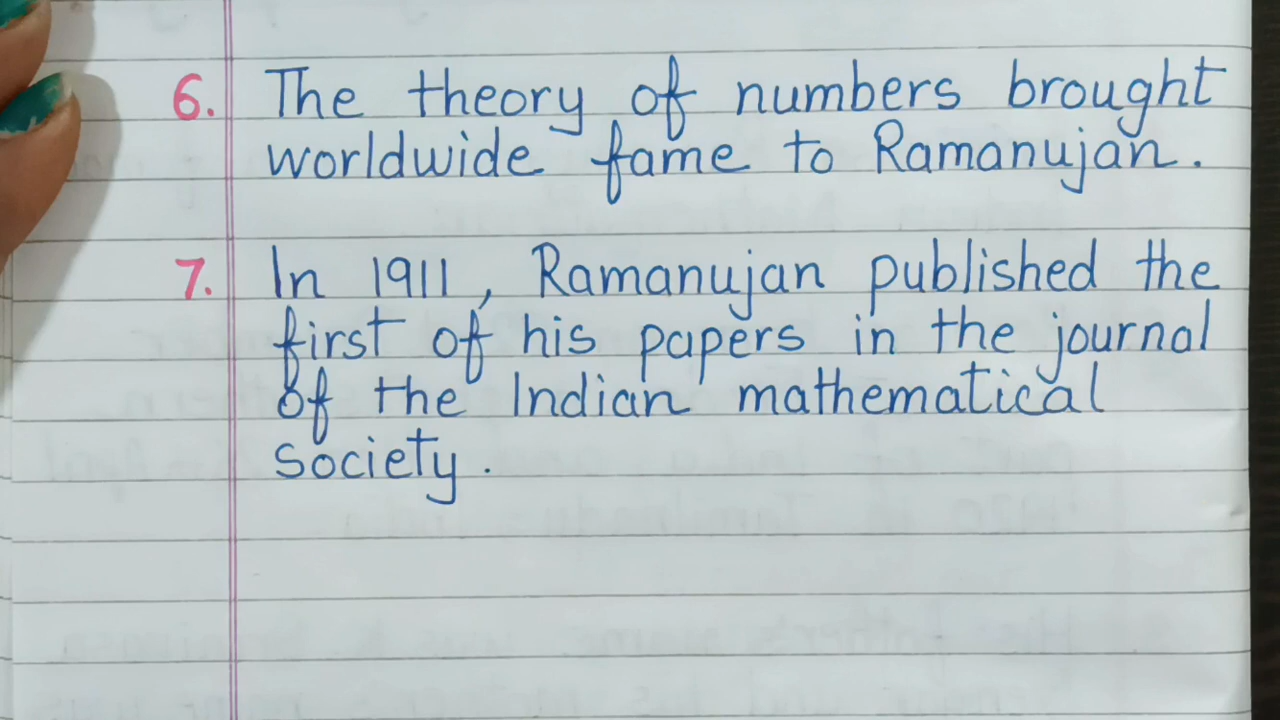 6. The theory of numbers brought
worldwide fame to Ramanujan.
7. In 1911, Ramanujan published the
first of his papers in the journal
of the Indian mathematical
society.